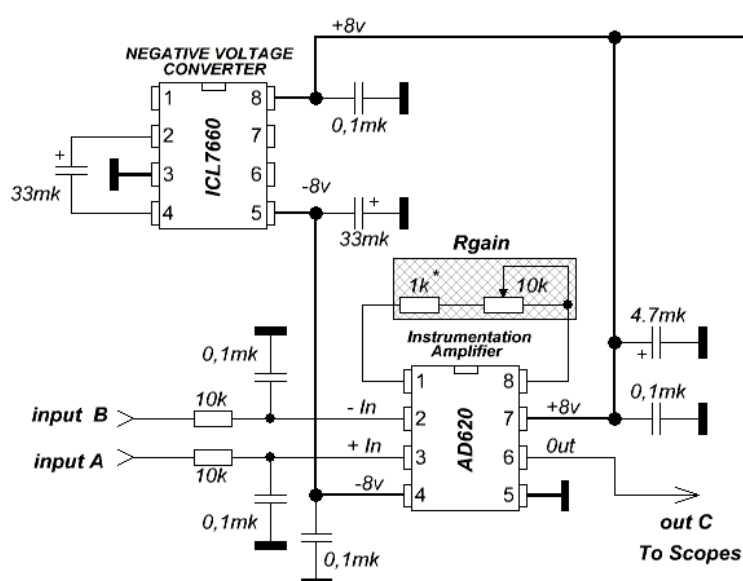 +8v
NEGATIVE VOLTAGE
CONVERTER
1
2
3
4
8
7
6
5
ICL7660
+
33mk
0,1mk
-8v
+
33mk
Rgain
1k*
10k
Instrumentation
Amplifier
4.7mk
+
0,1mk
10k
input B
- In
input A
+ In
10k
-8v
0,1mk
0,1mk
1
2
3
4
8
7
6
5
AD620
+8v
Out
0,1mk
out C
To Scopes